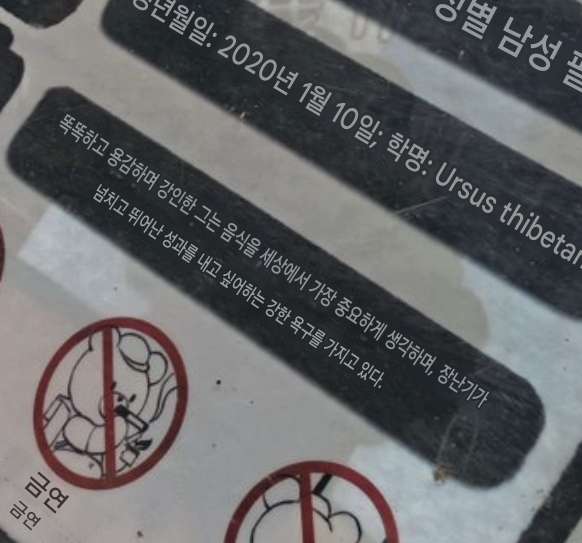 성별 남성
생년월일: 2020년 1월 10일; 학명: Ursus
똑똑하고 용감하며 강인한 그는 음식을 세상에서 가장 중요하게 생각하며, 장난기가
넘치고 뛰어난 성과를 내고 싶어하는 강한 욕구를 가지고 있다.
금연
금연